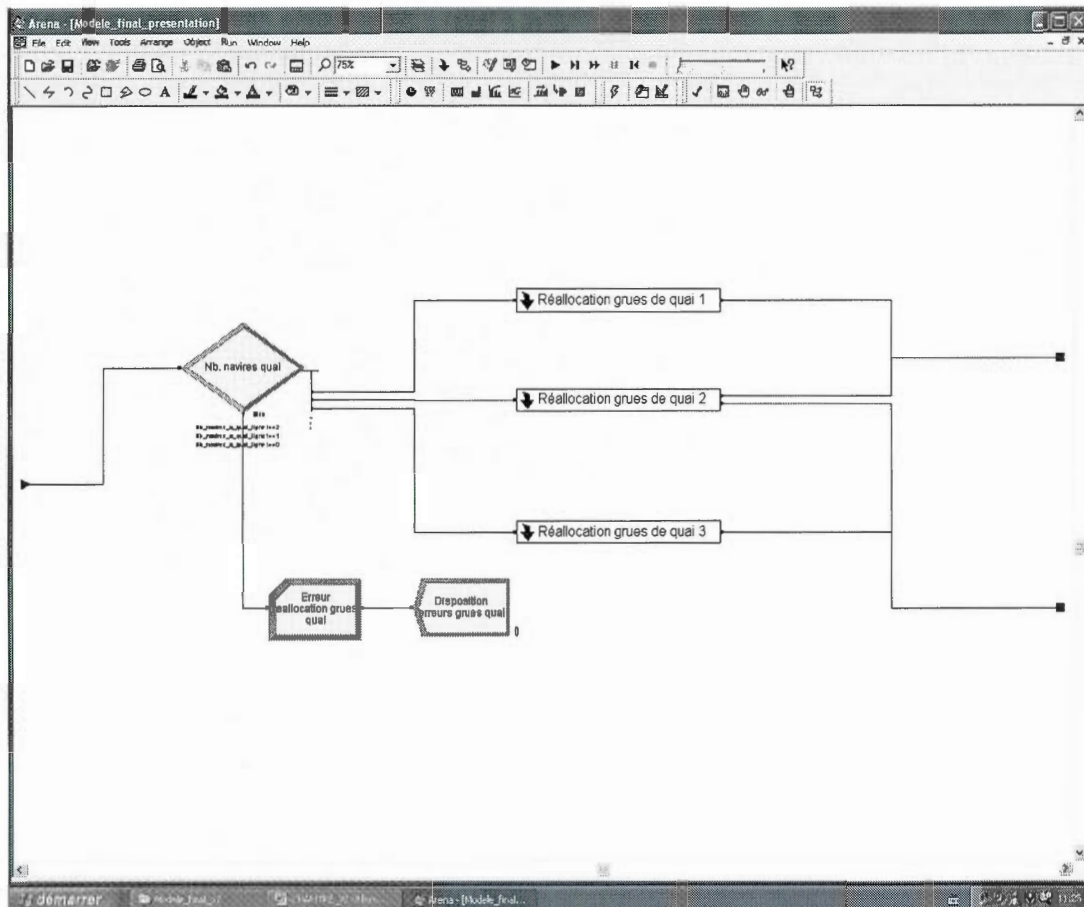 Arena - [Modele_final_presentation]
File Edit View Tools Arrange Object Run Window Help
75%
Réallocation grues de quai 1
Nb. navires quai
Réallocation grues de quai 2
Else
Réallocation grues de quai 3
Erreur
réallocation grues
quai
Disposition
erreurs grues quai
0
démarrer
Arena - [Modele_final...